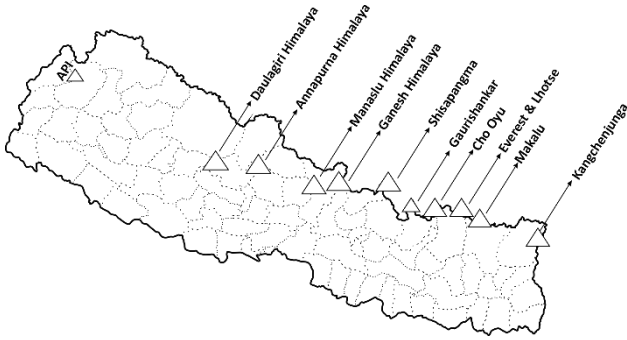 API
Daulagiri Himalaya
Annapurna Himalaya
Manaslu Himalaya
Ganesh Himalaya
Shisapangma
Gaurishankar
Cho Oyu
Everest & Lhotse
Makalu
Kangchenjunga